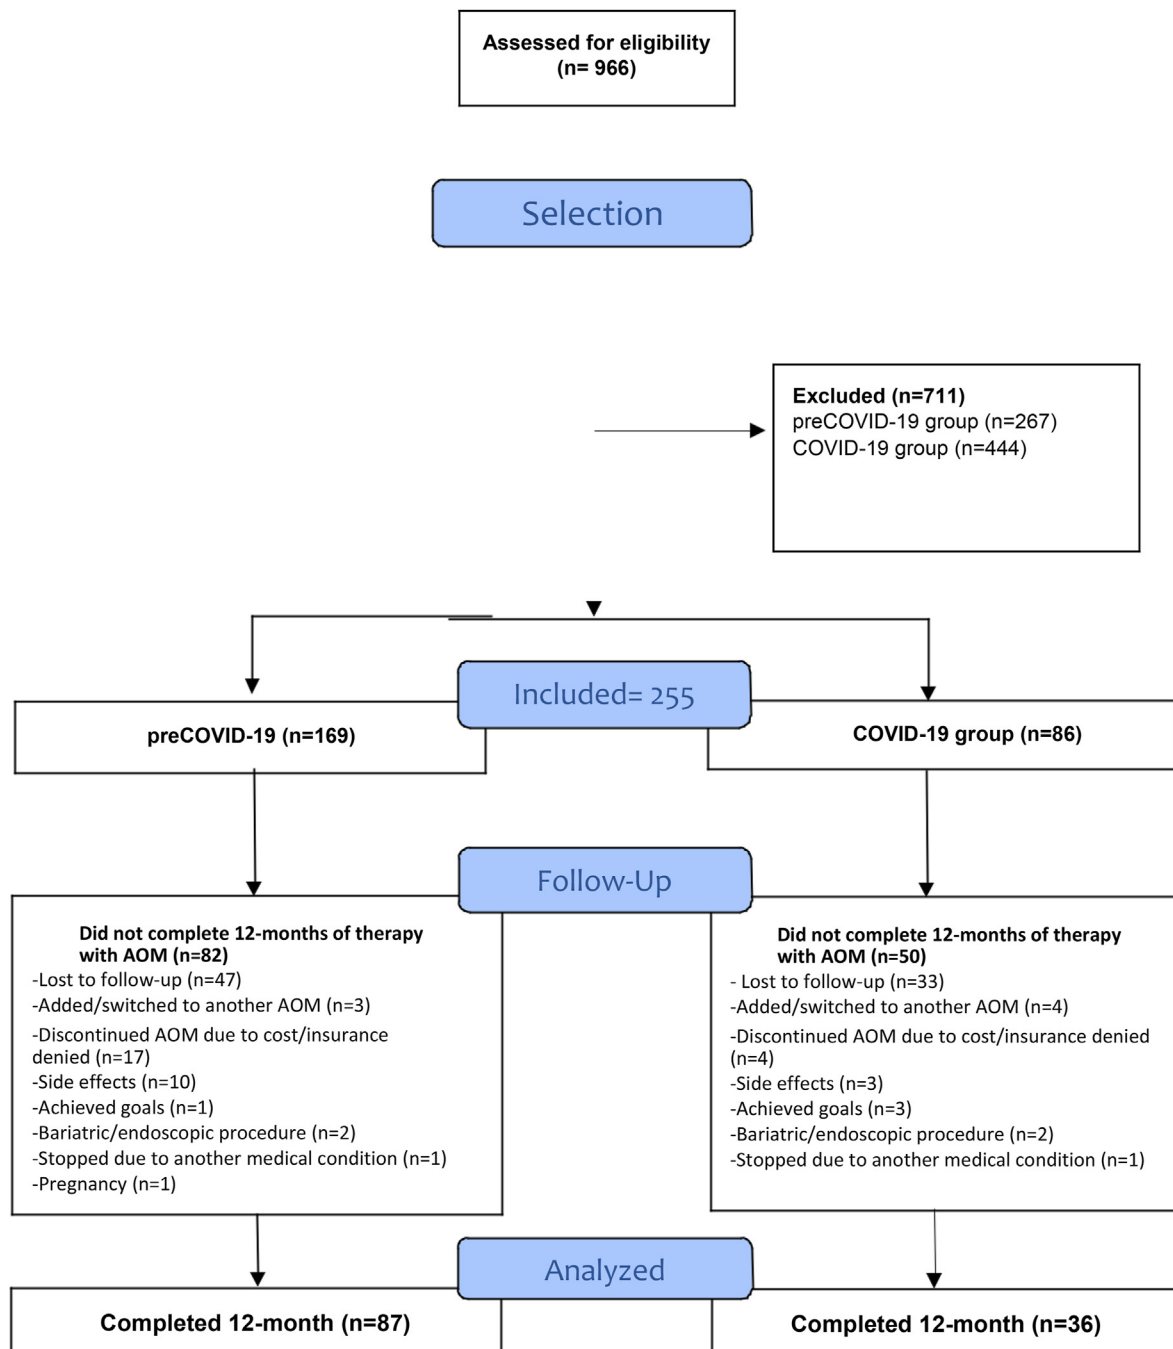 Assessed for eligibility
(n= 966)
Selection
Excluded (n=711)
preCOVID-19 group (n=267)
COVID-19 group (n=444)
Included= 255
preCOVID-19 (n=169)
COVID-19 group (n=86)
Follow-Up
Did not complete 12-months of therapy
with AOM (n=82)
-Lost to follow-up (n=47)
-Added/switched to another AOM (n=3)
-Discontinued AOM due to cost/insurance
denied (n=17)
-Side effects (n=10)
-Achieved goals (n=1)
-Bariatric/endoscopic procedure (n=2)
-Stopped due to another medical condition (n=1)
-Pregnancy (n=1)
Did not complete 12-months of therapy
with AOM (n=50)
- Lost to follow-up (n=33)
-Added/switched to another AOM (n=4)
-Discontinued AOM due to cost/insurance denied
(n=4)
-Side effects (n=3)
-Achieved goals (n=3)
-Bariatric/endoscopic procedure (n=2)
-Stopped due to another medical condition (n=1)
Analyzed
Completed 12-month (n=87)
Completed 12-month (n=36)